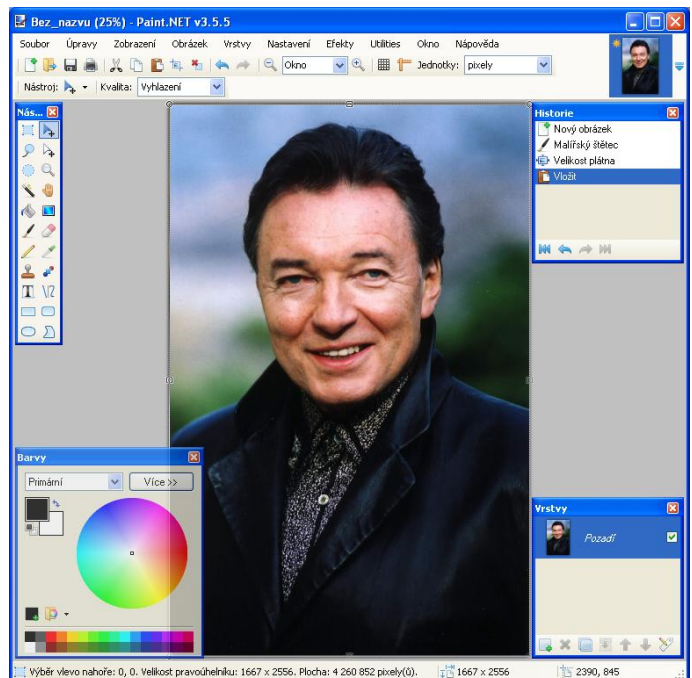 Bez_nazvu (25%) - Paint.NET v3.5.5
Soubor Úpravy Zobrazení Obrázek Vrstvy Nastavení Efekty Utilities Okno Nápověda
Okno Jednotky: pixely
Nástroj: Kvalita: Vyhlazení
Nás...
Historie
Nový obrázek
Malířský štětec
Velikost plátna
Vložit
Barvy
Primární Více >>
Vrstvy
Pozadí
Výběr vlevo nahoře: 0, 0. Velikost pravoúhelníku: 1667 x 2556. Plocha: 4 260 852 pixely(ů). 1667 x 2556 2390, 845